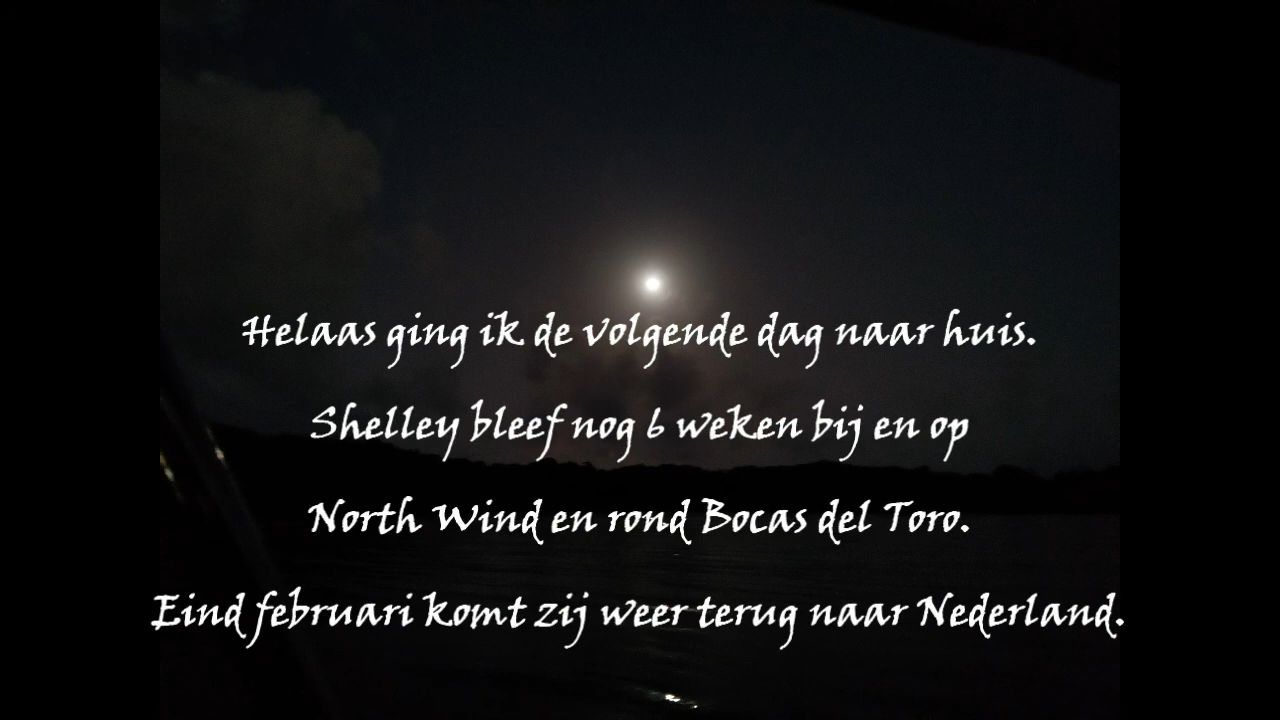 Helaas ging ik de volgende dag naar huis.
Shelley bleef nog 6 weken bij en op
North Wind en rond Bocas del Toro.
Eind februari komt zij weer terug naar Nederland.